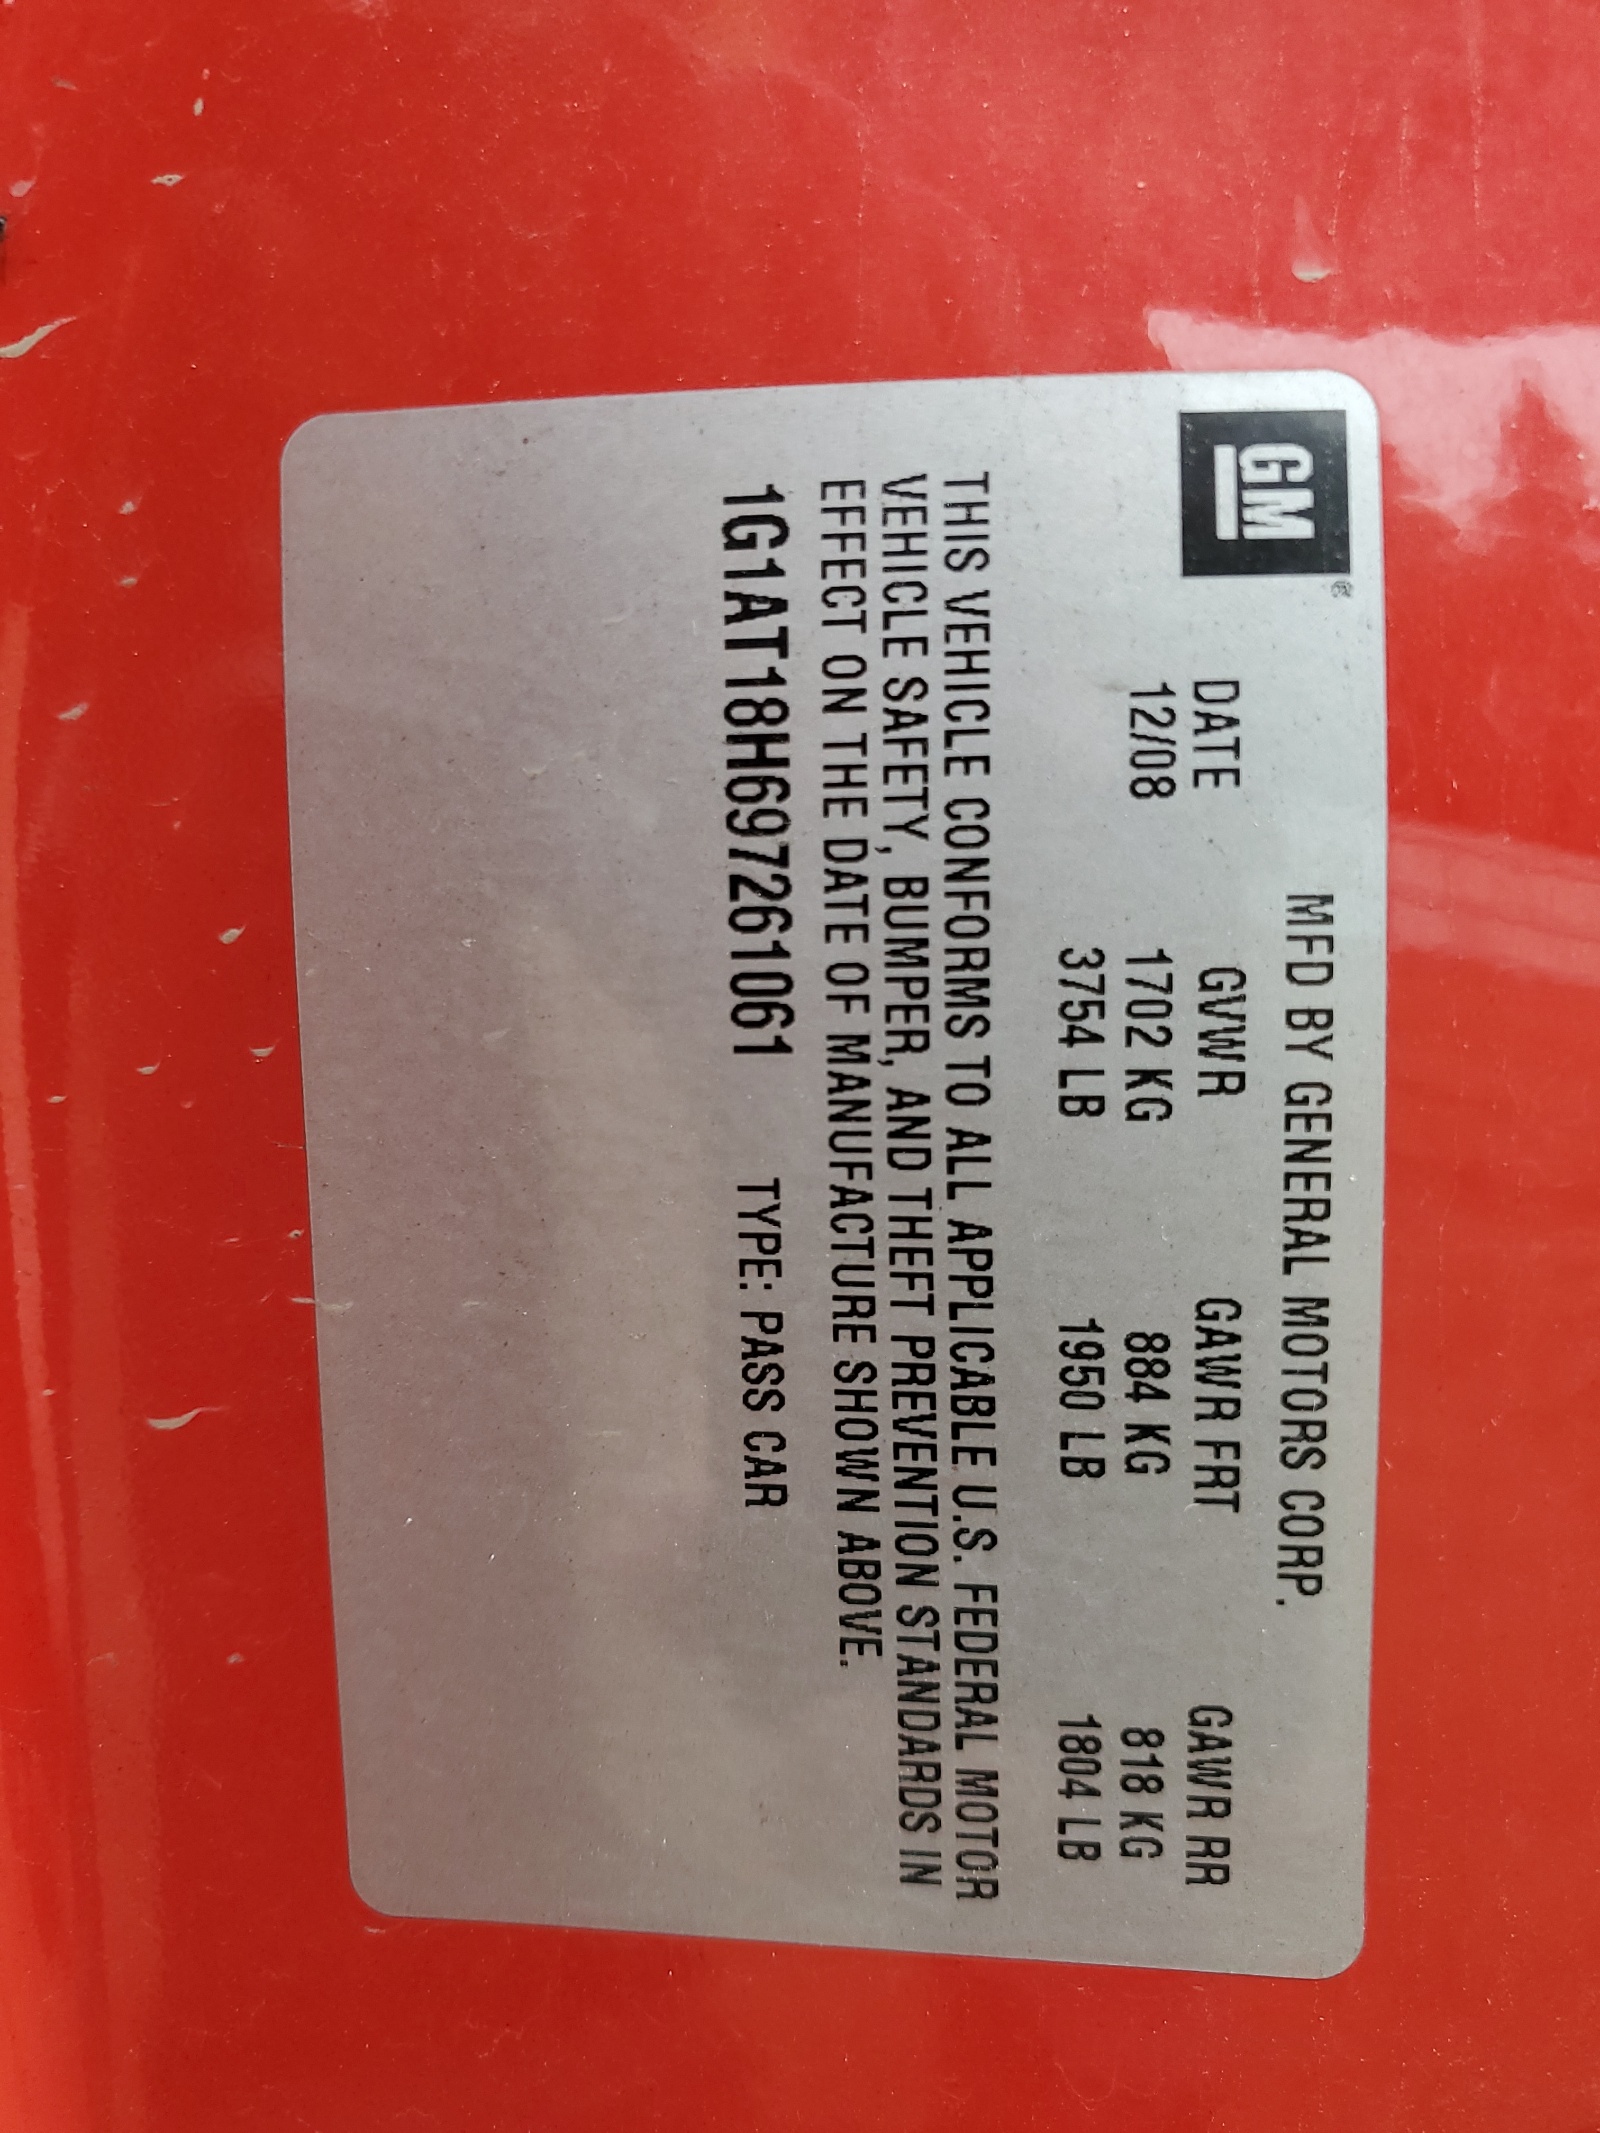 GM®
MFD BY GENERAL MOTORS CORP.
DATE GVWR GAWR FRT GAWR RR
12/08 1702 KG 884 KG 818 KG
3754 LB 1950 LB 1804 LB
THIS VEHICLE CONFORMS TO ALL APPLICABLE U.S. FEDERAL MOTOR
VEHICLE SAFETY, BUMPER, AND THEFT PREVENTION STANDARDS IN
EFFECT ON THE DATE OF MANUFACTURE SHOWN ABOVE.
1G1AT18H697261061 TYPE: PASS CAR